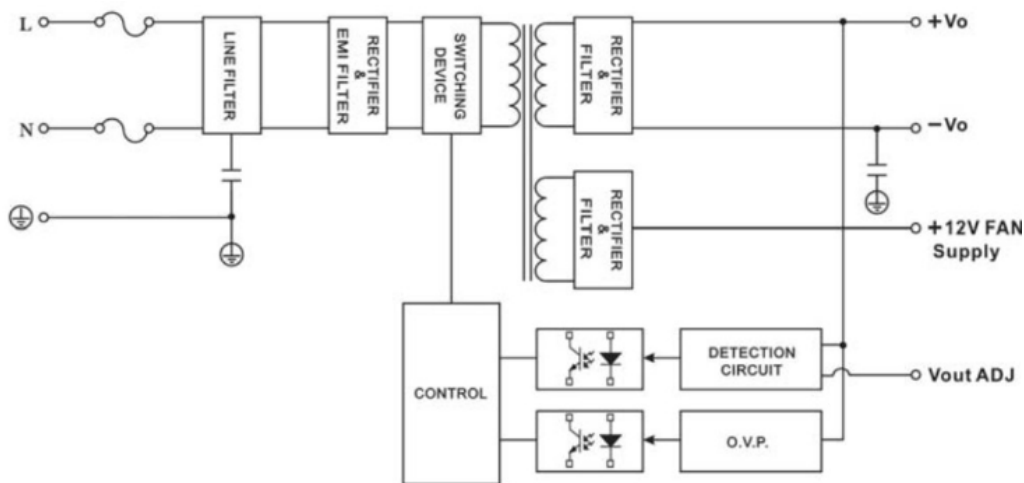 L
N
LINE FILTER
RECTIFIER
&
EMI FILTER
SWITCHING
DEVICE
RECTIFIER
&
FILTER
+Vo
−Vo
RECTIFIER
&
FILTER
+12V FAN
Supply
CONTROL
DETECTION
CIRCUIT
Vout ADJ
O.V.P.